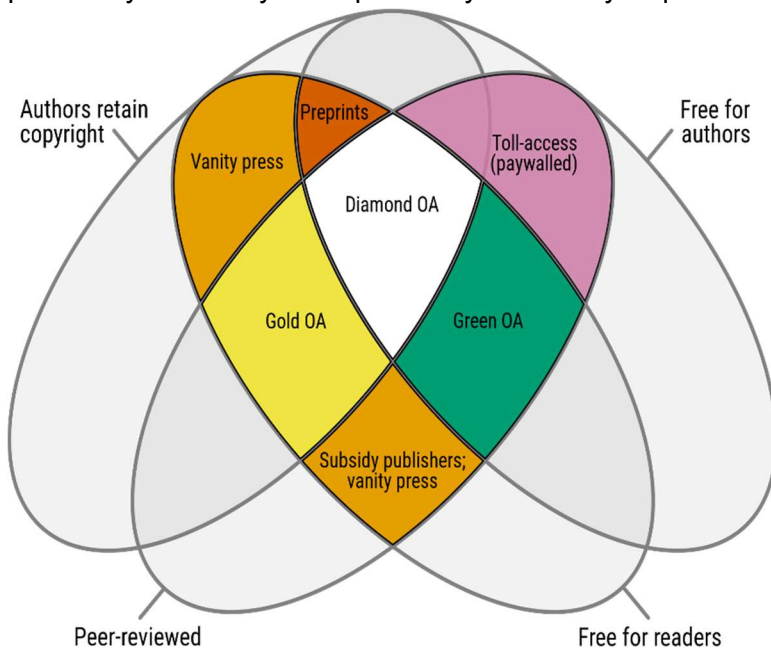 Authors retain
copyright
Free for
authors
Preprints
Vanity press
Toll-access
(paywalled)
Diamond OA
Gold OA
Green OA
Subsidy publishers;
vanity press
Peer-reviewed
Free for readers